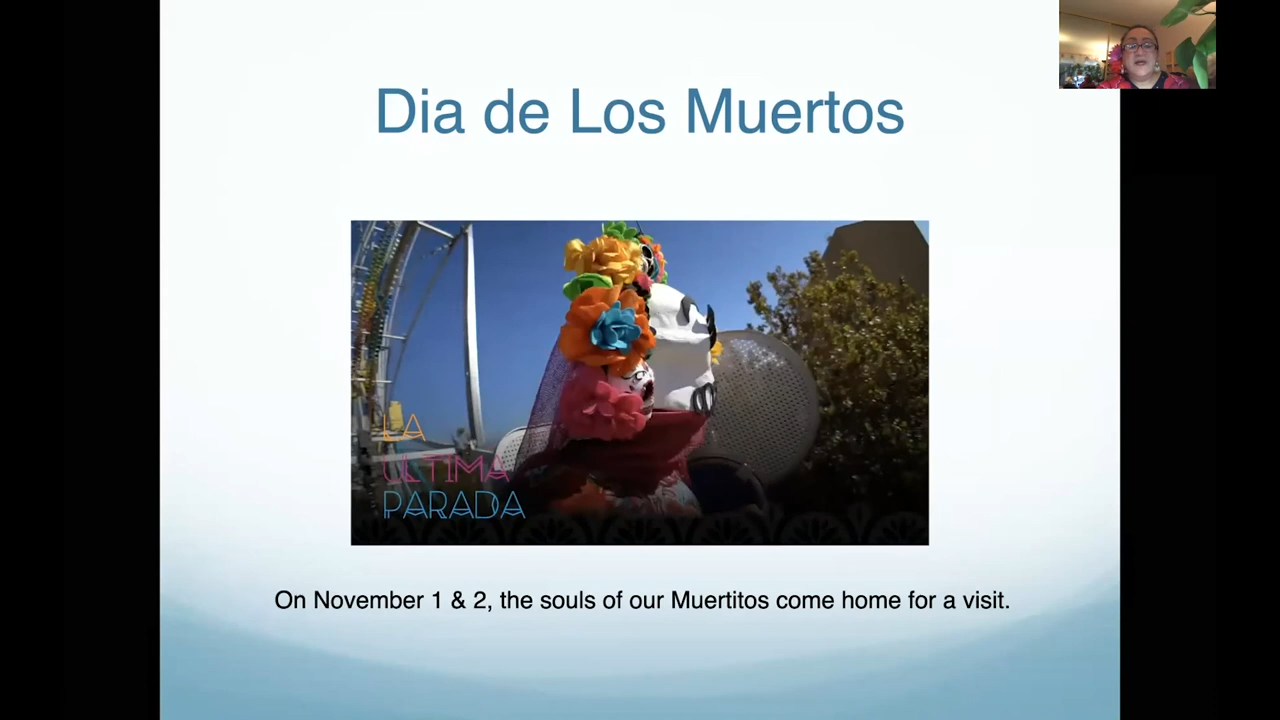 Dia de Los Muertos
LA
ULTIMA
PARADA
On November 1 & 2, the souls of our Muertitos come home for a visit.